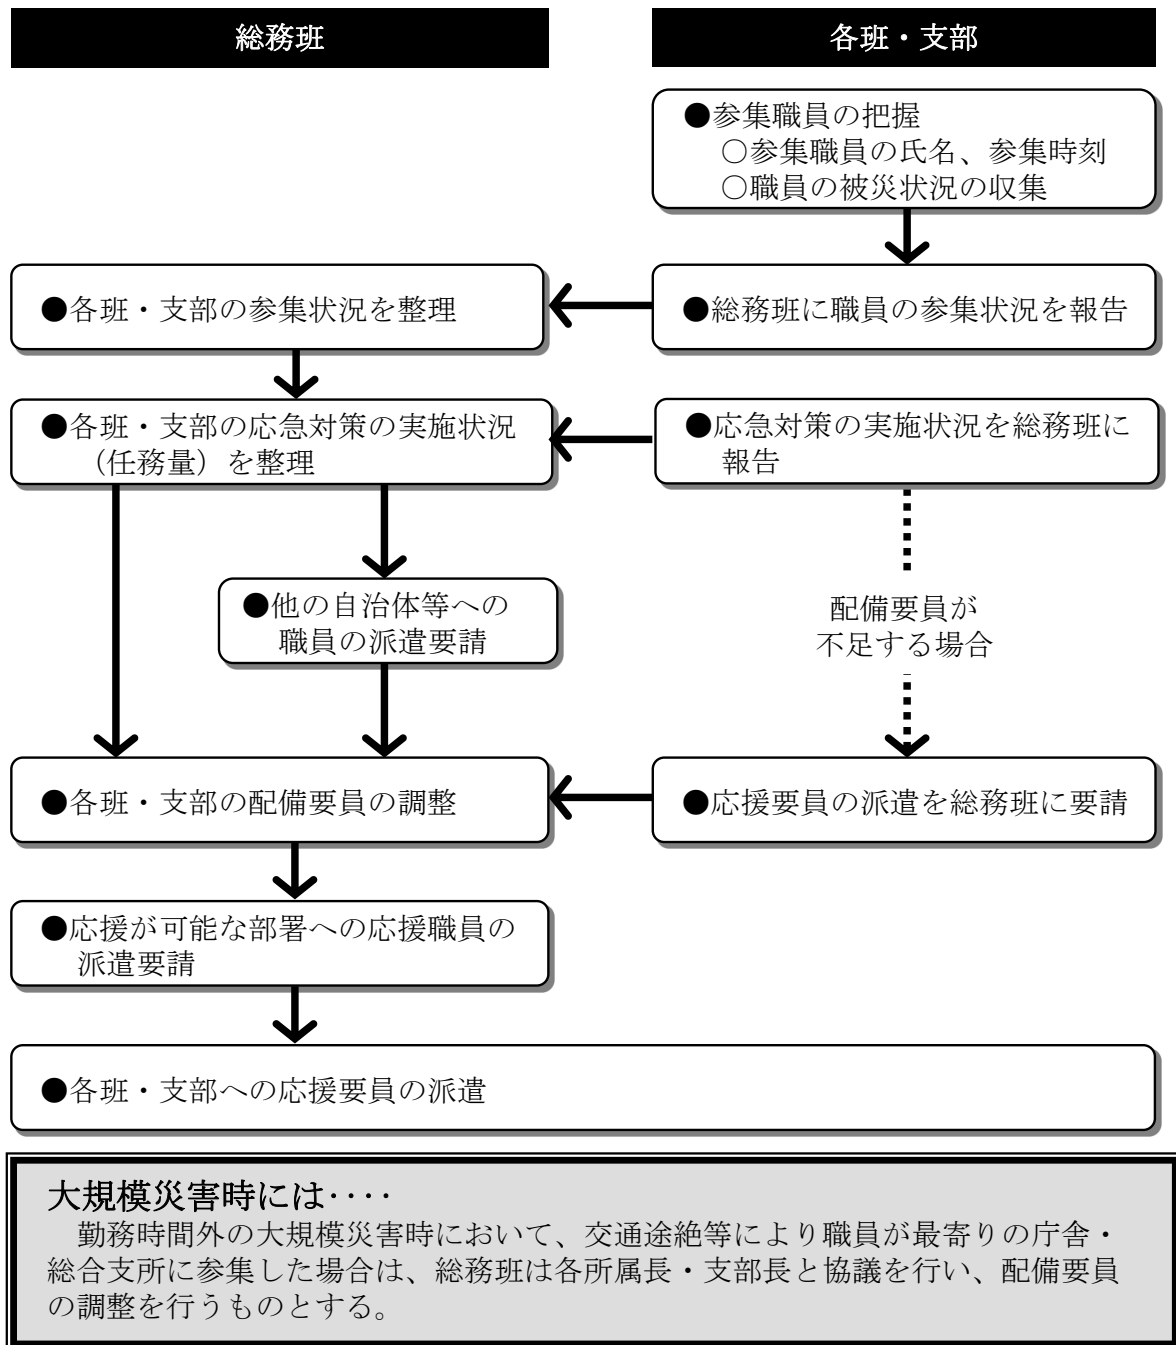 総務班
各班・支部
●参集職員の把握
○参集職員の氏名、参集時刻
○職員の被災状況の収集
●各班・支部の参集状況を整理
●総務班に職員の参集状況を報告
●各班・支部の応急対策の実施状況
（任務量）を整理
●応急対策の実施状況を総務班に
報告
●他の自治体等への
職員の派遣要請
配備要員が
不足する場合
●各班・支部の配備要員の調整
●応援要員の派遣を総務班に要請
●応援が可能な部署への応援職員の
派遣要請
●各班・支部への応援要員の派遣
大規模災害時には‥‥
勤務時間外の大規模災害時において、交通途絶等により職員が最寄りの庁舎・
総合支所に参集した場合は、総務班は各所属長・支部長と協議を行い、配備要員
の調整を行うものとする。